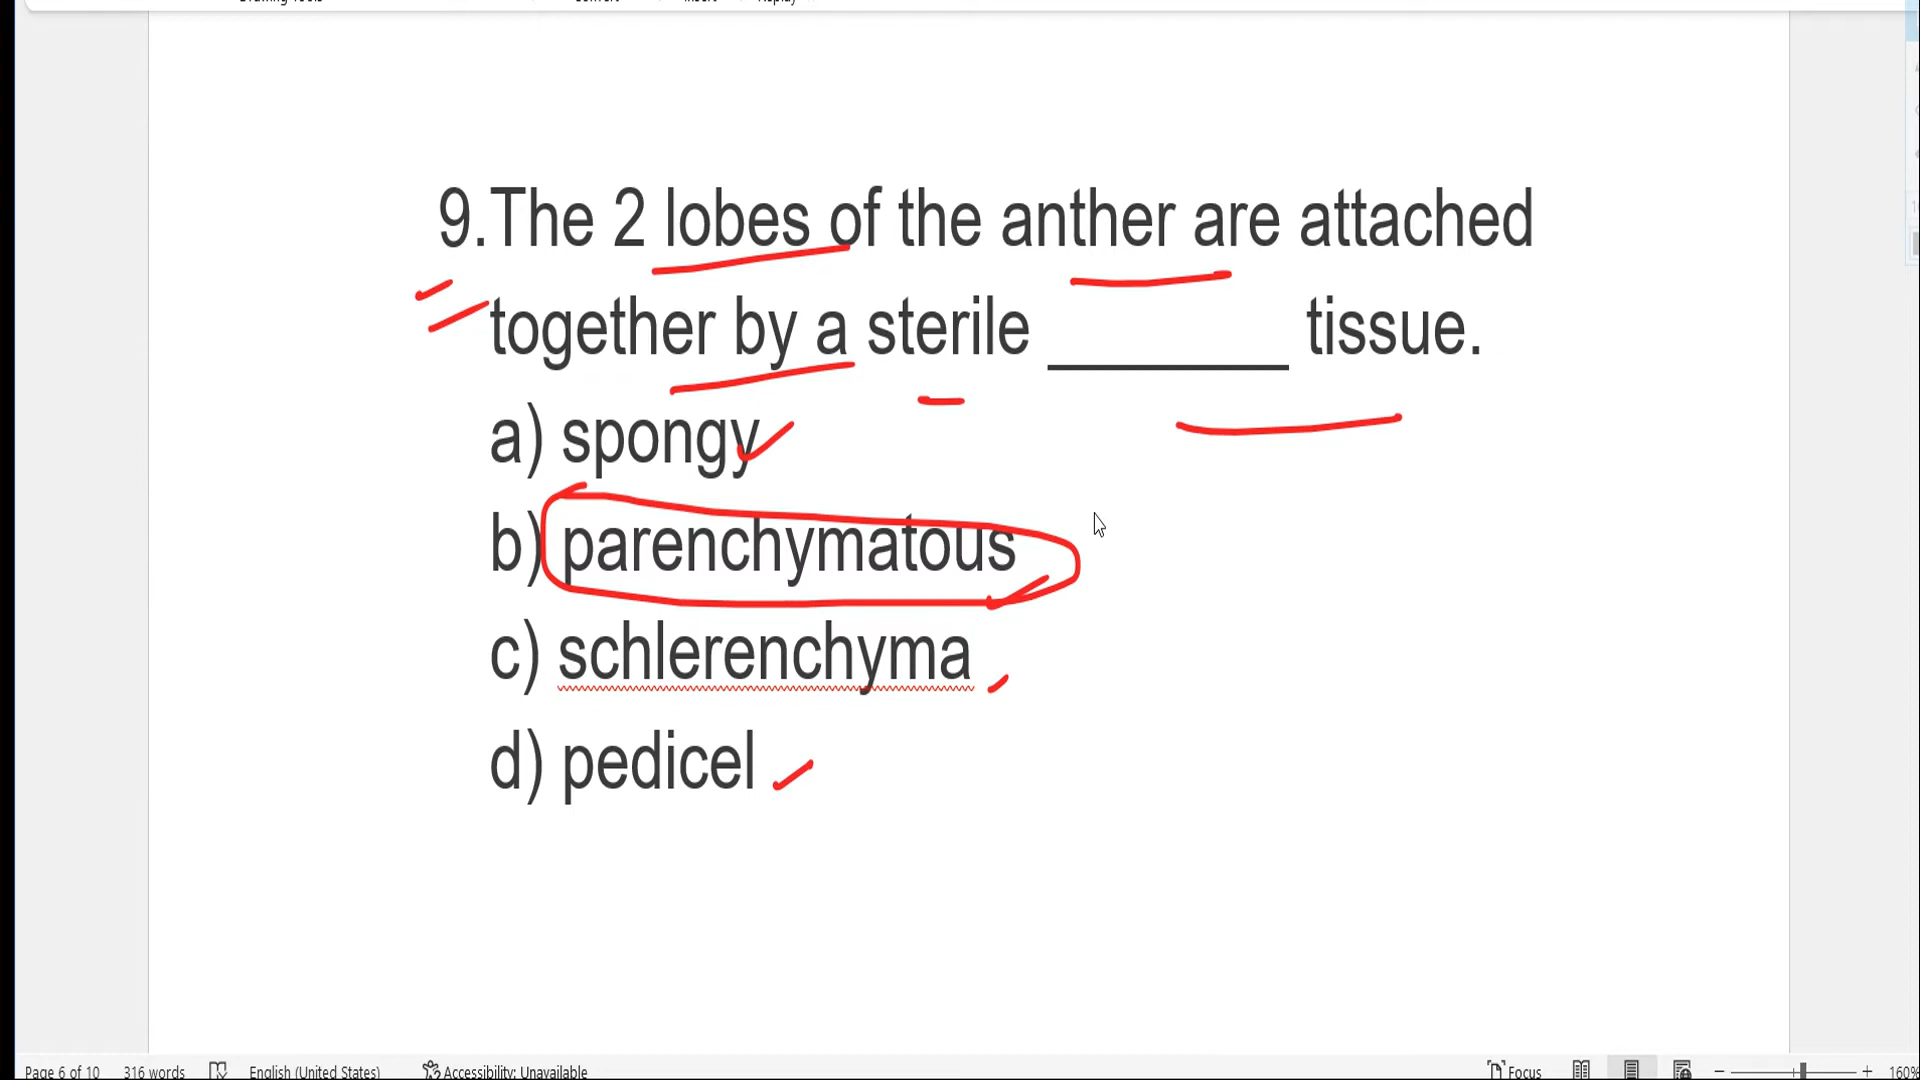 9.The 2 lobes of the anther are attached
together by a sterile ________ tissue.
a) spongy
b) parenchymatous
c) schlerenchyma
d) pedicel
Page 6 of 10 316 words English (United States) Accessibility: Unavailable Focus 160%